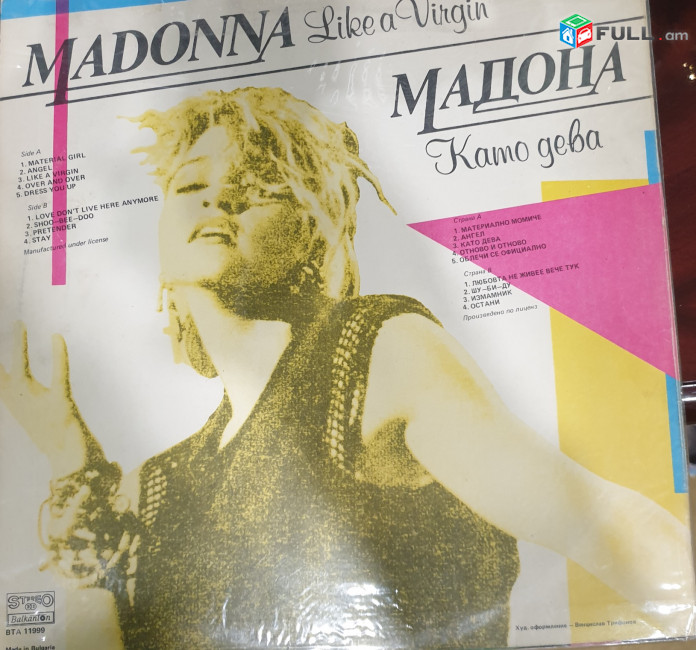 MADONNA Like a Virgin
FULL.am
МАДОНА
Като дева
Side A
1. MATERIAL GIRL
2. ANGEL
3. LIKE A VIRGIN
4. OVER AND OVER
5. DRESS YOU UP
Side B
1. LOVE DON'T LIVE HERE ANYMORE
2. SHOO-BEE-DOO
3. PRETENDER
4. STAY
Manufactured under license
Страна А
1. МАТЕРИАЛНО МОМИЧЕ
2. АНГЕЛ
3. КАТО ДЕВА
4. ОТНОВО И ОТНОВО
5. ОБЛЕЧИ СЕ ОФИЦИАЛНО
Страна Б
1. ЛЮБОВТА НЕ ЖИВЕЕ ВЕЧЕ ТУК
2. ШУ-БИ-ДУ
3. ИЗМАМНИК
4. ОСТАНИ
Произведено по лиценз
STEREO
Balkanton
ВТА 11999
Made in Bulgaria
Худ. оформление — Венцислав Трифонов